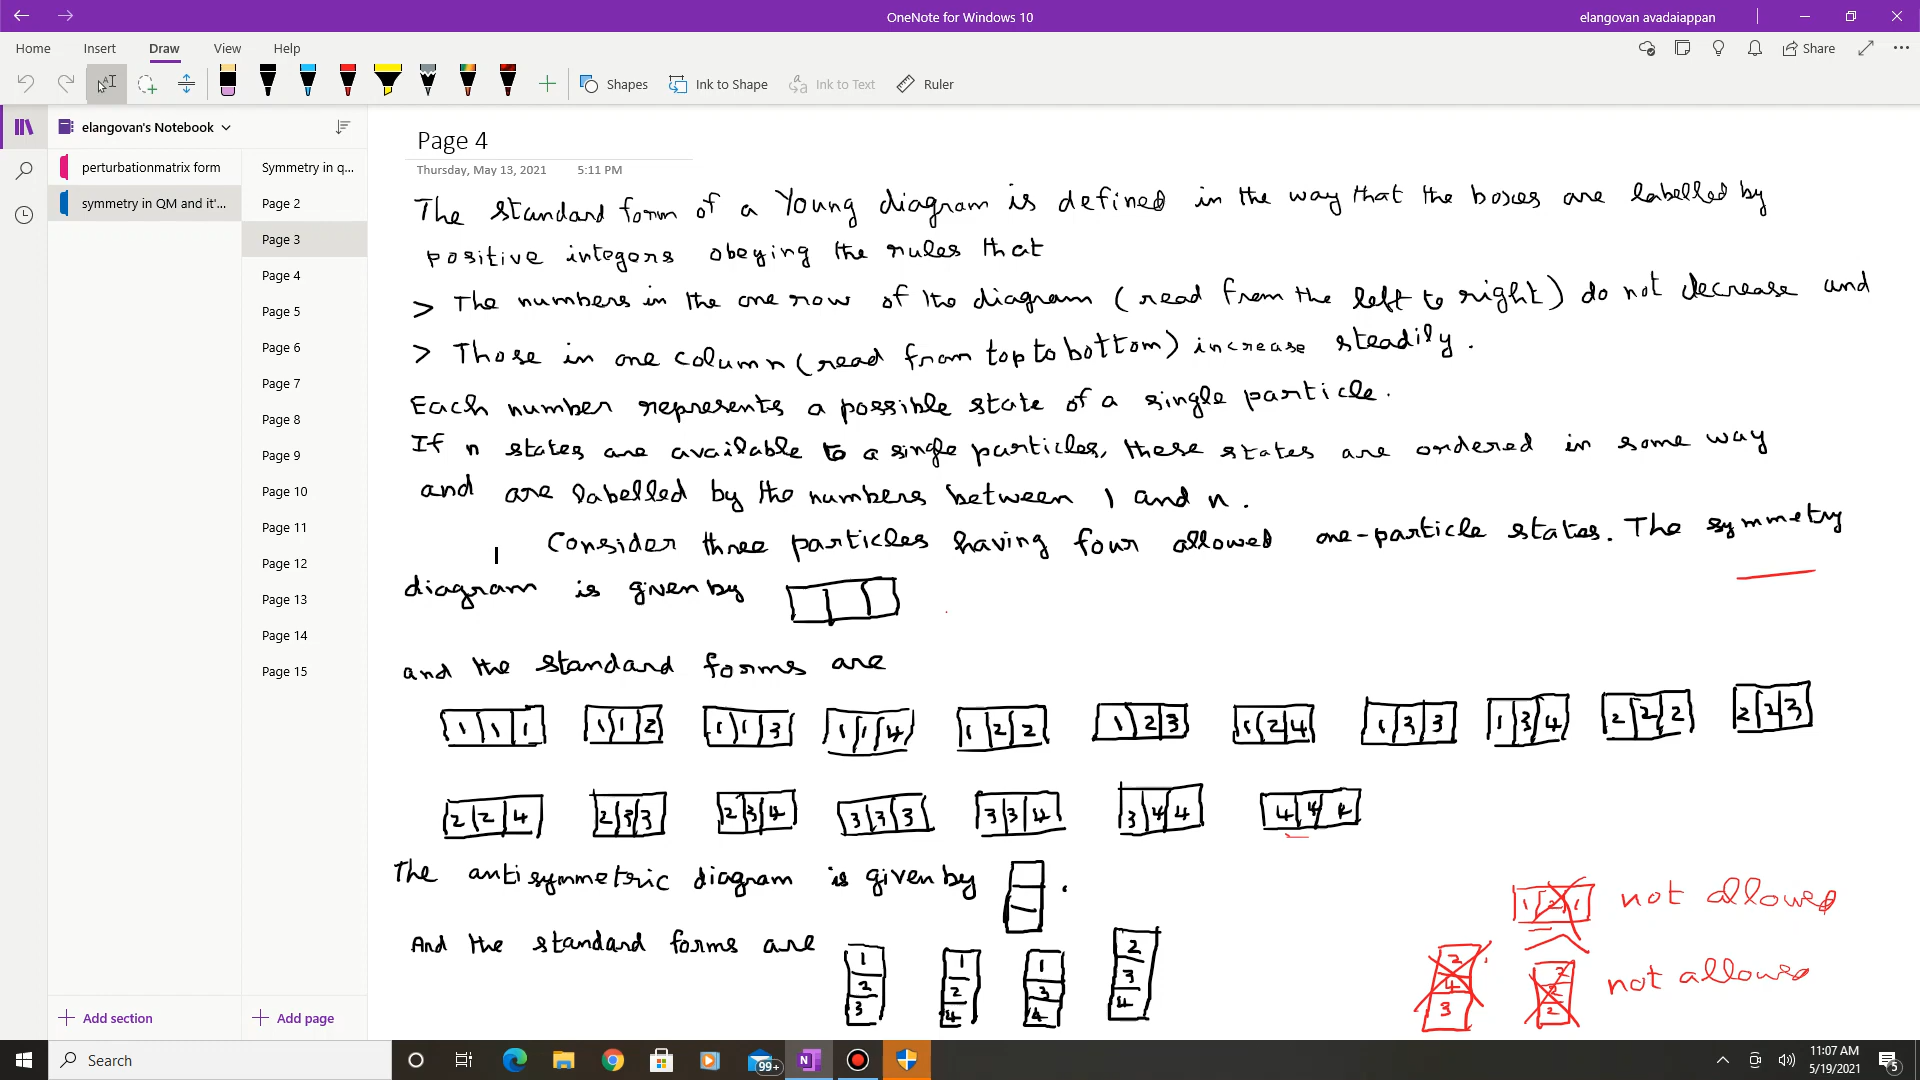 OneNote for Windows 10
elangovan avadaiappan
Home Insert Draw View Help
Share
Shapes Ink to Shape Ink to Text Ruler
elangovan's Notebook
perturbationmatrix form
symmetry in QM and it'...
Symmetry in q...
Page 2
Page 3
Page 4
Page 5
Page 6
Page 7
Page 8
Page 9
Page 10
Page 11
Page 12
Page 13
Page 14
Page 15
Add section
Add page
Page 4
Thursday, May 13, 2021 5:11 PM
The standard form of a Young diagram is defined in the way that the boxes are labelled by
positive integers obeying the rules that
> The numbers in the one row of the diagram (read from the left to right) do not decrease and
> Those in one column (read from top to bottom) increase steadily.
Each number represents a possible state of a single particle.
If n states are available to a single particles, these states are ordered in some way
and are labelled by the numbers between 1 and n.
Consider three particles having four allowed one-particle states. The symmetry
diagram is given by
and the standard forms are
1 1 1 1 1 2 1 1 3 1 1 4 1 2 2 1 2 3 1 2 4 1 3 3 1 3 4 2 2 2 2 2 3
2 2 4 2 3 3 2 3 4 3 3 3 3 3 4 3 4 4 4 4 4
The antisymmetric diagram is given by .
And the standard forms are
1 2 3
1 2 4
1 3 4
2 3 4
1 2 1 not allowed
2 4 3
2 2 2 not allowed
Search
99+
11:07 AM
5/19/2021
5